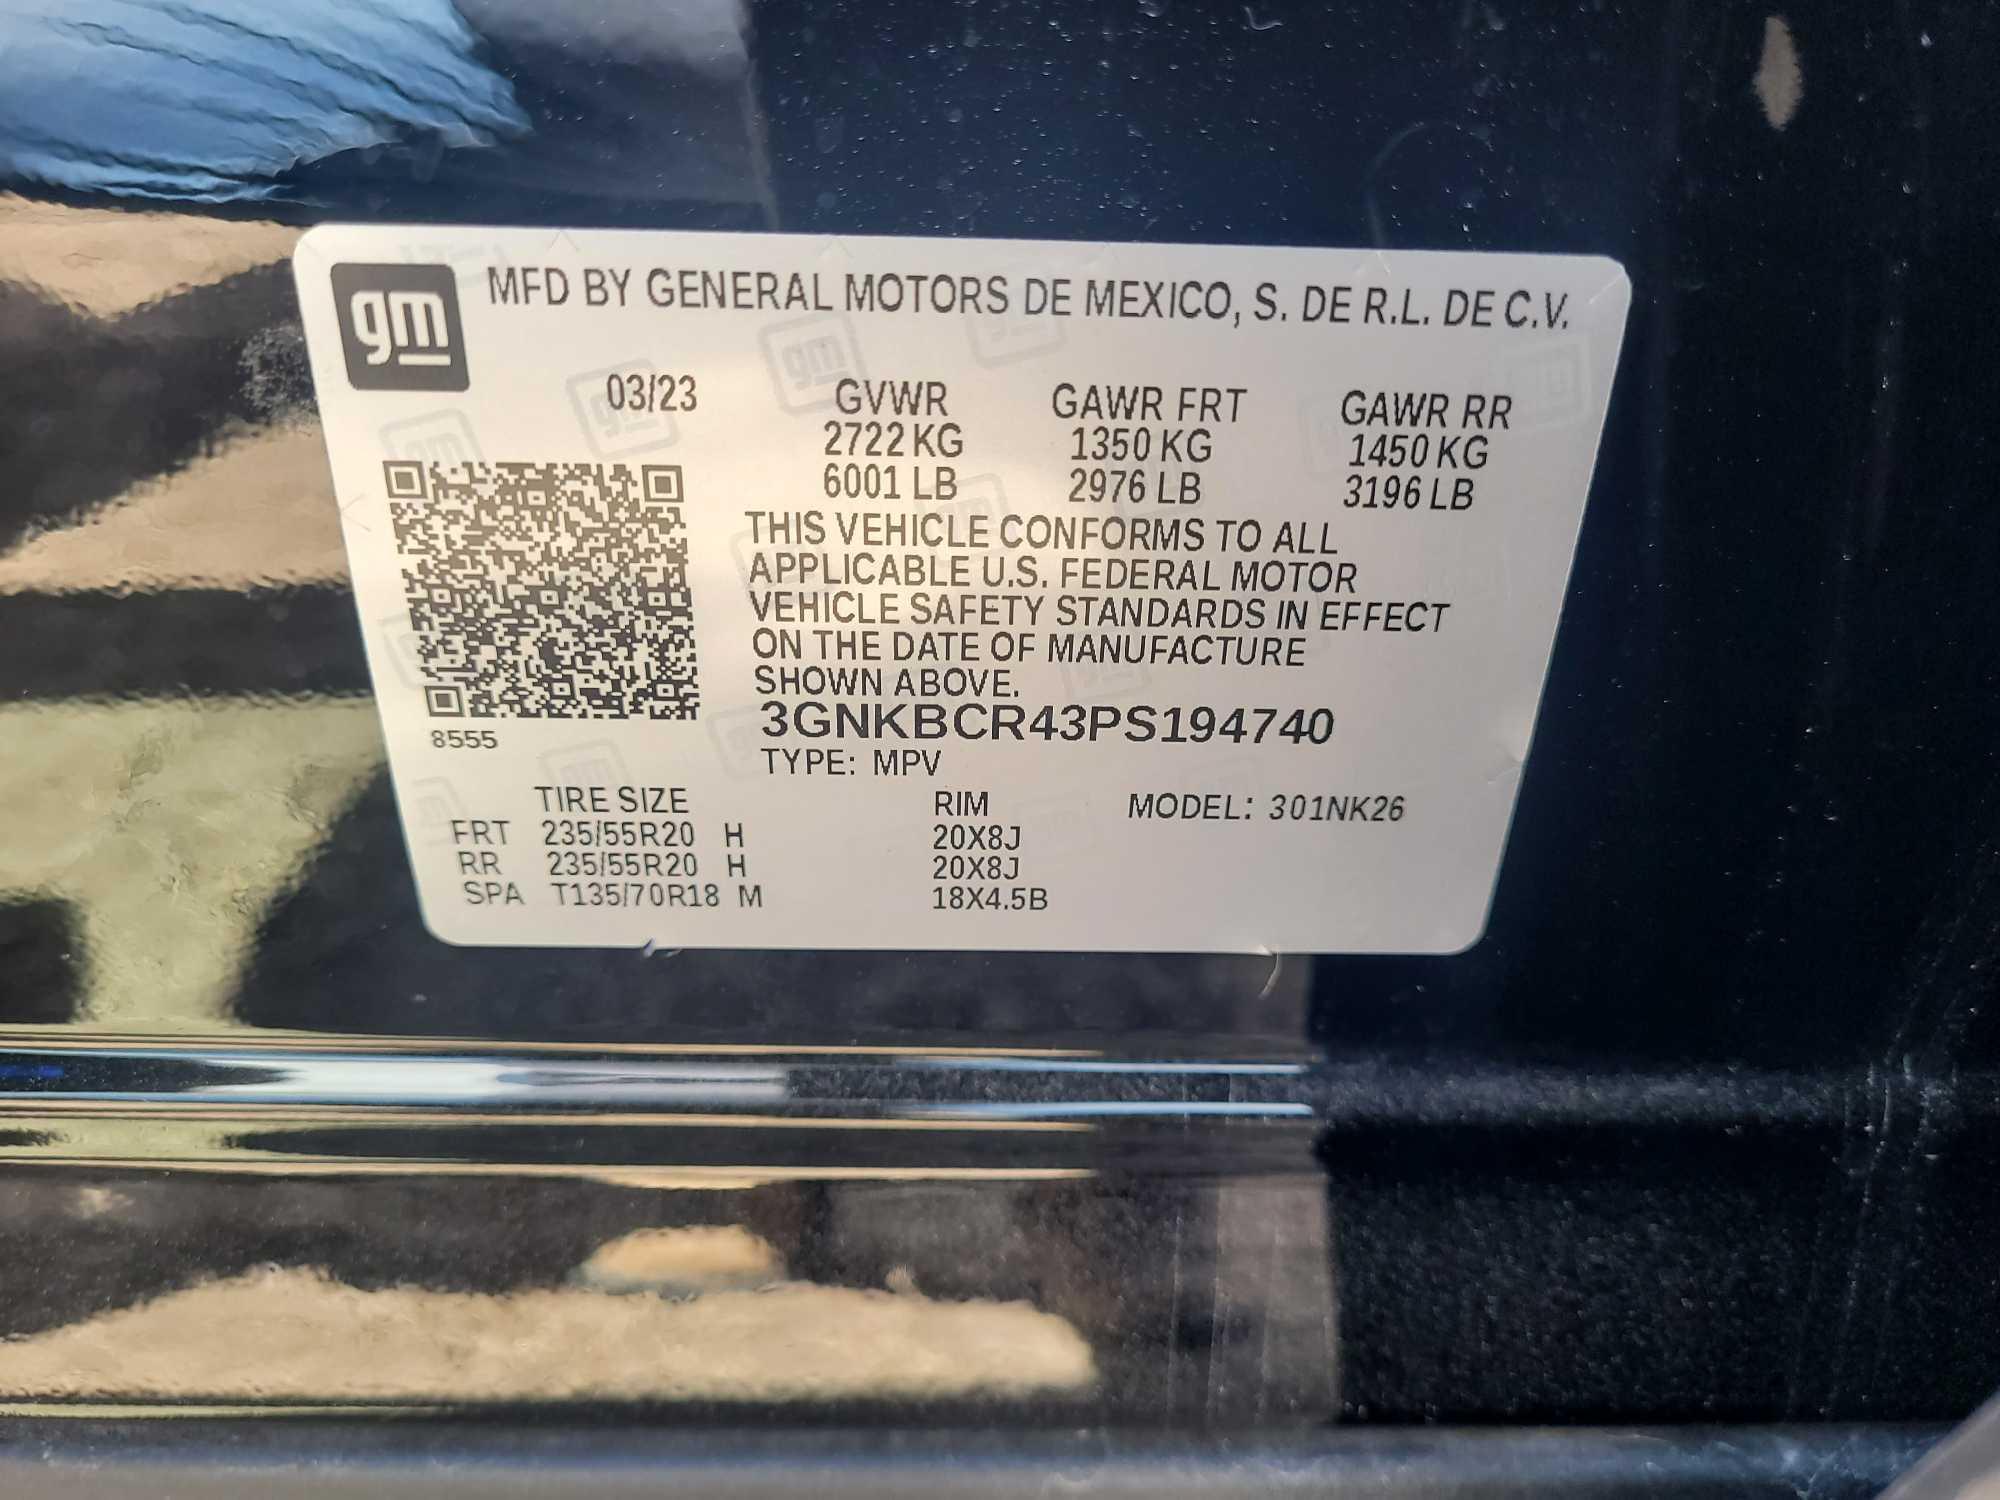 gm MFD BY GENERAL MOTORS DE MEXICO, S. DE R.L. DE C.V.
03/23 GVWR GAWR FRT GAWR RR
2722 KG 1350 KG 1450 KG
6001 LB 2976 LB 3196 LB
THIS VEHICLE CONFORMS TO ALL
APPLICABLE U.S. FEDERAL MOTOR
VEHICLE SAFETY STANDARDS IN EFFECT
ON THE DATE OF MANUFACTURE
SHOWN ABOVE.
3GNKBCR43PS194740
8555 TYPE: MPV
TIRE SIZE RIM MODEL: 301NK26
FRT 235/55R20 H 20X8J
RR 235/55R20 H 20X8J
SPA T135/70R18 M 18X4.5B